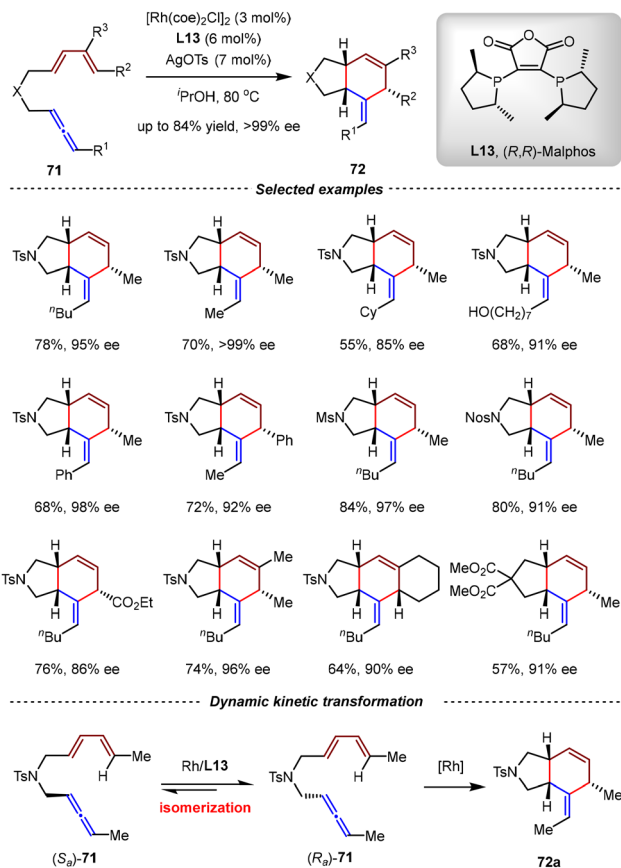 [Rh(coe)2Cl]2 (3 mol%)
L13 (6 mol%)
AgOTs (7 mol%)
iPrOH, 80 oC
up to 84% yield, >99% ee
R3
R2
X
R1
71
H
R3
X
H
R2
R1
72
O O O
P P
L13, (R,R)-Malphos
Selected examples
H H H H
TsN TsN TsN TsN
Me Me Me Me
H H H H
nBu Me Cy HO(CH2)7
78%, 95% ee 70%, >99% ee 55%, 85% ee 68%, 91% ee
H H H H
TsN TsN MsN NosN
Me Ph Me Me
H H H H
Ph Me nBu nBu
68%, 98% ee 72%, 92% ee 84%, 97% ee 80%, 91% ee
H H Me H H
TsN TsN TsN MeO2C
CO2Et Me MeO2C Me
H H H H H
nBu nBu nBu nBu
76%, 86% ee 74%, 96% ee 64%, 90% ee 57%, 91% ee
Dynamic kinetic transformation
Me
H
TsN
Me
(Sa)-71
Rh/L13
isomerization
Me
H
TsN
Me
(Ra)-71
[Rh]
H
TsN
Me
H
Me
72a